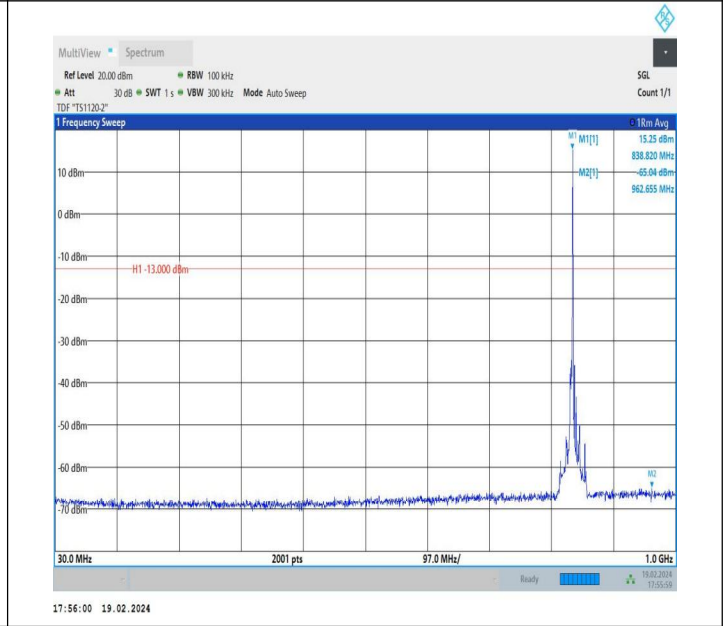 R S
MultiView Spectrum
Ref Level 20.00 dBm RBW 100 kHz SGL
Att 30 dB SWT 1 s VBW 300 kHz Mode Auto Sweep Count 1/1
TDF "TS1120-2"
1 Frequency Sweep 1Rm Avg
M1 M1[1] 15.25 dBm
838.820 MHz
10 dBm M2[1] -65.04 dBm
962.655 MHz
0 dBm
-10 dBm
H1 -13.000 dBm
-20 dBm
-30 dBm
-40 dBm
-50 dBm
-60 dBm
M2
-70 dBm
30.0 MHz 2001 pts 97.0 MHz/ 1.0 GHz
Ready 19.02.2024
17:55:59
17:56:00 19.02.2024